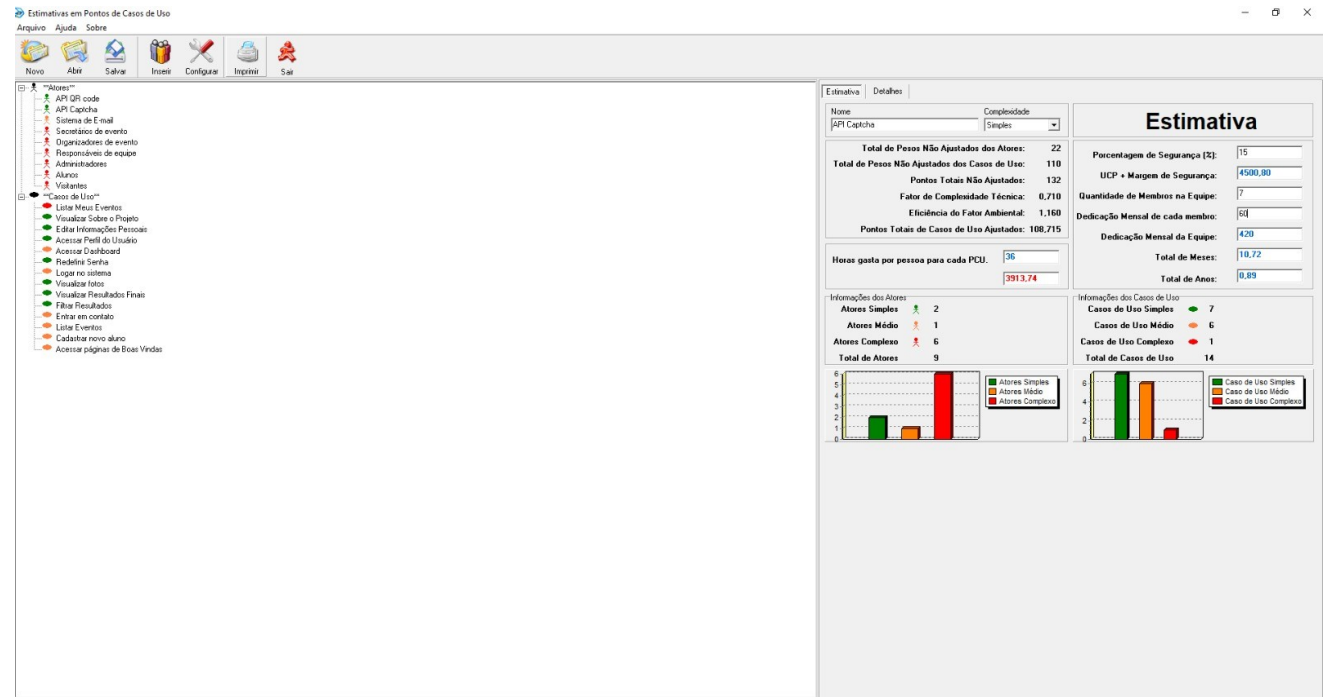 Estimativas em Pontos de Casos de Uso
Arquivo Ajuda Sobre
Novo Abrir Salvar Inserir Configurar Imprimir Sair
""Atores""
API QR code
API Captcha
Sistema de E-mail
Secretários de evento
Organizadores de evento
Responsáveis de equipe
Administradores
Alunos
Visitantes
""Casos de Uso""
Listar Meus Eventos
Visualizar Sobre o Projeto
Editar Informações Pessoais
Acessar Perfil do Usuário
Acessar Dashboard
Redefinir Senha
Logar no sistema
Visualizar fotos
Visualizar Resultados Finais
Filtrar Resultados
Entrar em contato
Listar Eventos
Cadastrar novo aluno
Acessar páginas de Boas Vindas
Estimativa Detalhes
Nome Complexidade
API Captcha Simples
Total de Pesos Não Ajustados dos Atores: 22
Total de Pesos Não Ajustados dos Casos de Uso: 110
Pontos Totais Não Ajustados: 132
Fator de Complexidade Técnica: 0,710
Eficiência do Fator Ambiental: 1,160
Pontos Totais de Casos de Uso Ajustados: 108,715
Horas gasta por pessoa para cada PCU. 36
3913,74
Estimativa
Porcentagem de Segurança [%]: 15
UCP + Margem de Segurança: 4500,80
Quantidade de Membros na Equipe: 7
Dedicação Mensal de cada membro: 60
Dedicação Mensal da Equipe: 420
Total de Meses: 10,72
Total de Anos: 0,89
Informações dos Atores
Atores Simples 2
Atores Médio 1
Atores Complexo 6
Total de Atores 9
Informações dos Casos de Uso
Casos de Uso Simples 7
Casos de Uso Médio 6
Casos de Uso Complexo 1
Total de Casos de Uso 14
6
5
4
3
2
1
0
Atores Simples
Atores Médio
Atores Complexo
6
4
2
0
Caso de Uso Simples
Caso de Uso Médio
Caso de Uso Complexo